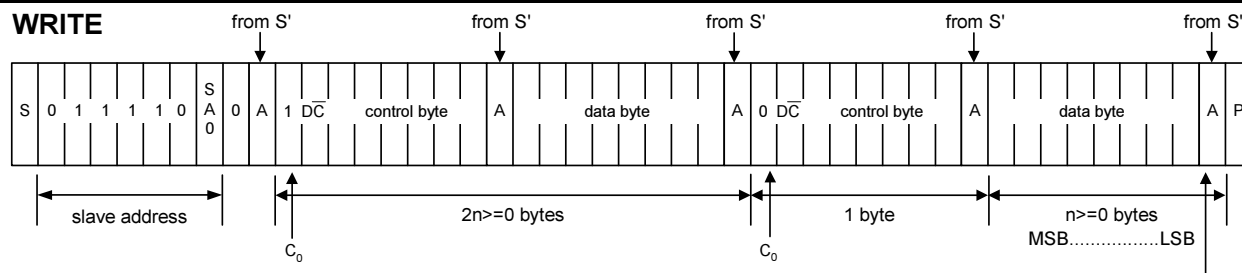 WRITE
from S' from S' from S' from S' from S'
S 0 1 1 1 1 0 SA0 0 A 1 DC̅ control byte A data byte A 0 DC̅ control byte A data byte A P
slave address 2n>=0 bytes 1 byte n>=0 bytes
MSB.................LSB
C₀ C₀